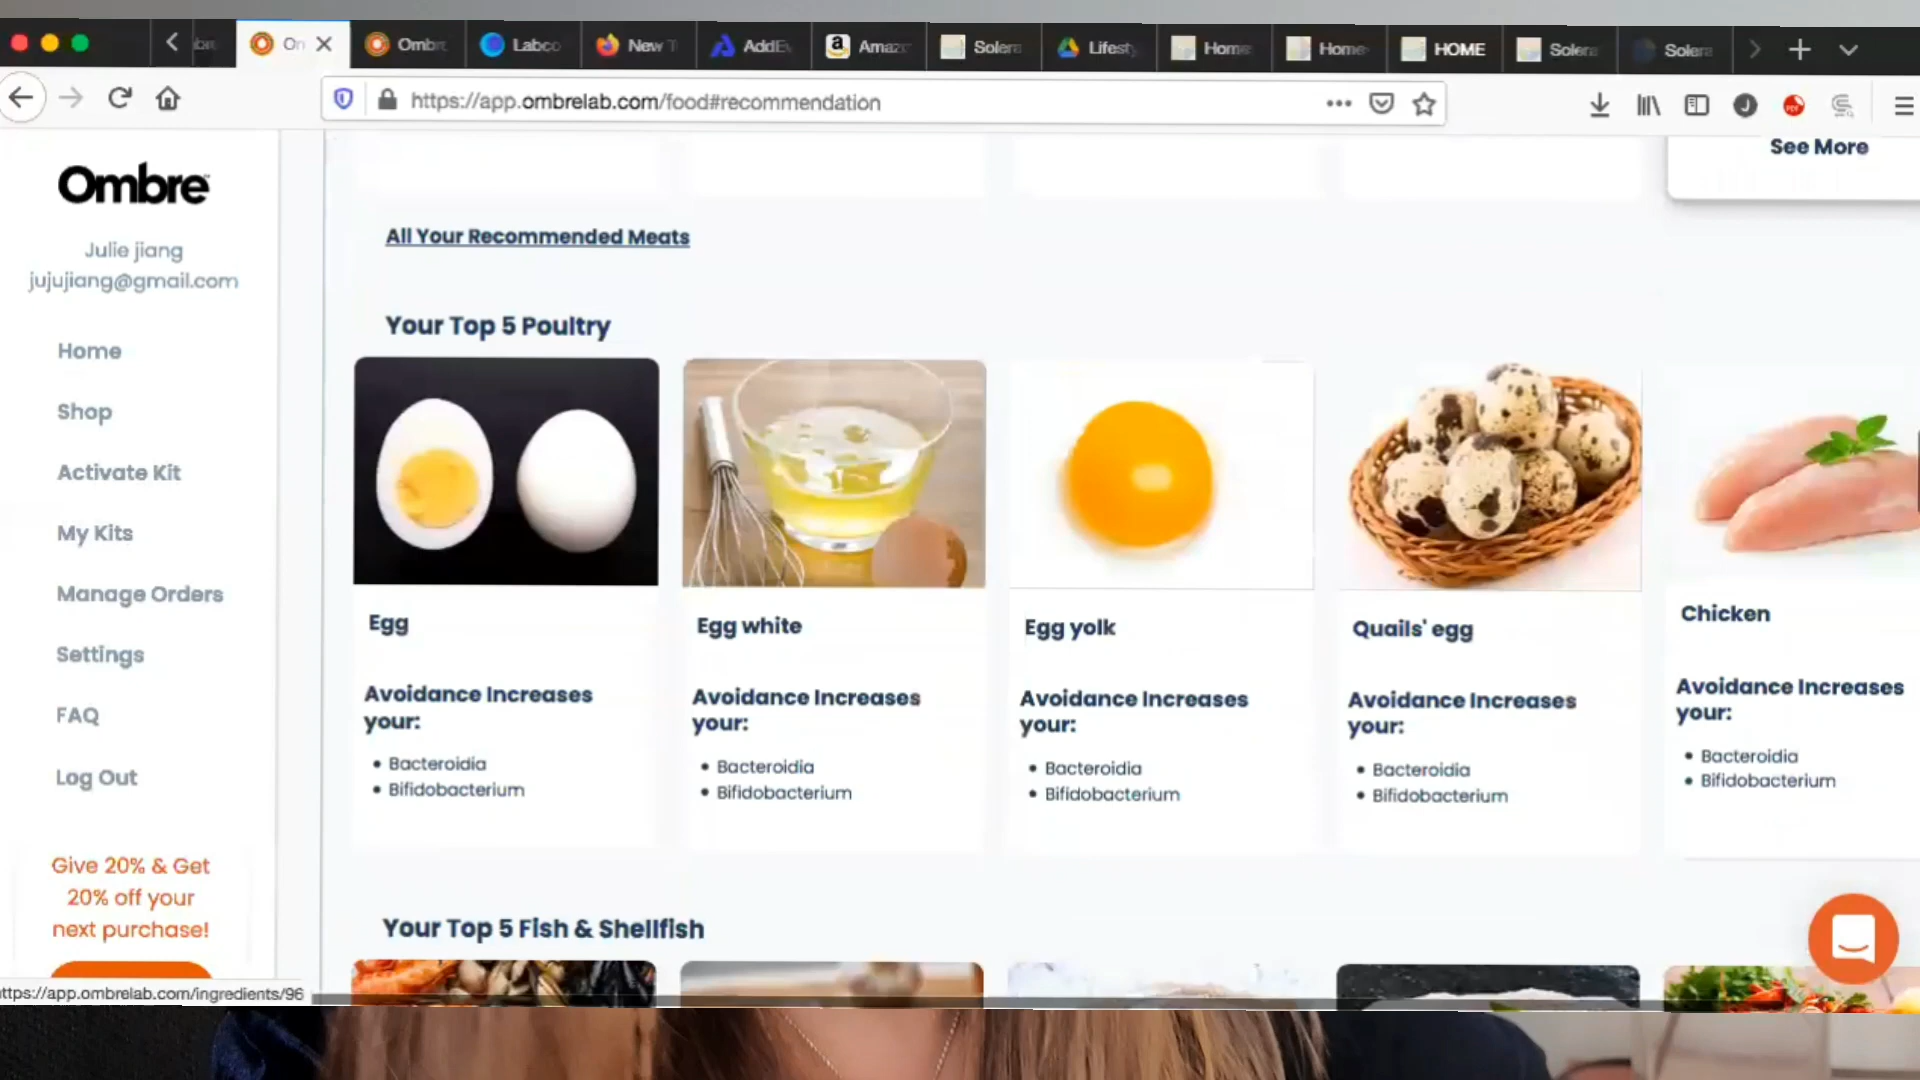 Labco
New T
HOME
https://app.ombrelab.com/food#recommendation
Ombre
Julie jiang
jujujiang@gmail.com
Home
Shop
Activate Kit
My Kits
Manage Orders
Settings
FAQ
Log Out
Give 20% & Get
20% off your
next purchase!
See More
All Your Recommended Meats
Your Top 5 Poultry
Egg
Avoidance Increases
your:
• Bacteroidia
• Bifidobacterium
Egg white
Avoidance Increases
your:
• Bacteroidia
• Bifidobacterium
Egg yolk
Avoidance Increases
your:
• Bacteroidia
• Bifidobacterium
Quails' egg
Avoidance Increases
your:
• Bacteroidia
• Bifidobacterium
Chicken
Avoidance Increases
your:
• Bacteroidia
• Bifidobacterium
Your Top 5 Fish & Shellfish
ttps://app.ombrelab.com/ingredients/96